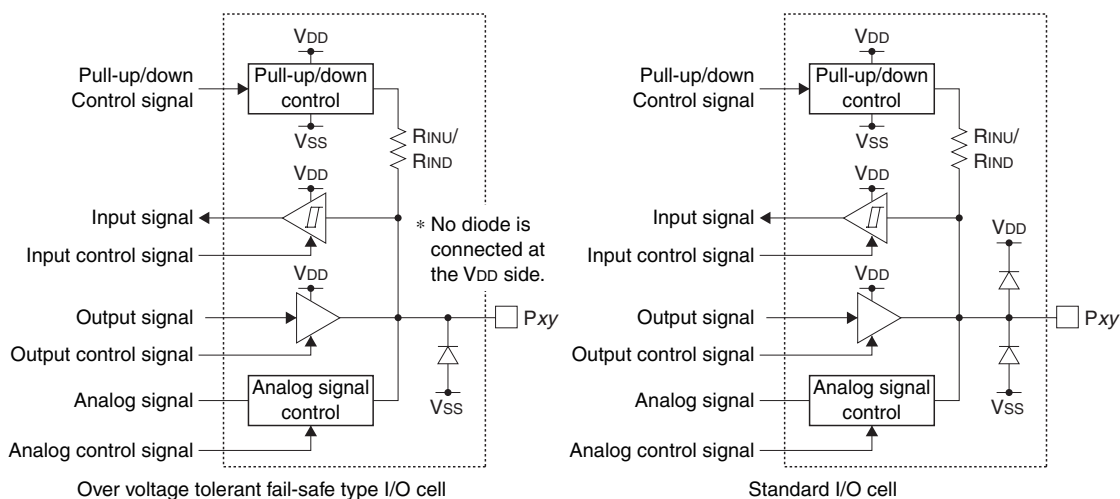 VDD
Pull-up/down
Control signal
Pull-up/down
control
VSS
RINU/
RIND
VDD
Input signal
Input control signal
* No diode is
connected at
the VDD side.
VDD
Output signal
Output control signal
Pxy
Analog signal
Analog signal
control
VSS
Analog control signal
Over voltage tolerant fail-safe type I/O cell
VDD
Pull-up/down
Control signal
Pull-up/down
control
VSS
RINU/
RIND
VDD
Input signal
Input control signal
VDD
VDD
Output signal
Output control signal
Pxy
Analog signal
Analog signal
control
VSS
Analog control signal
Standard I/O cell